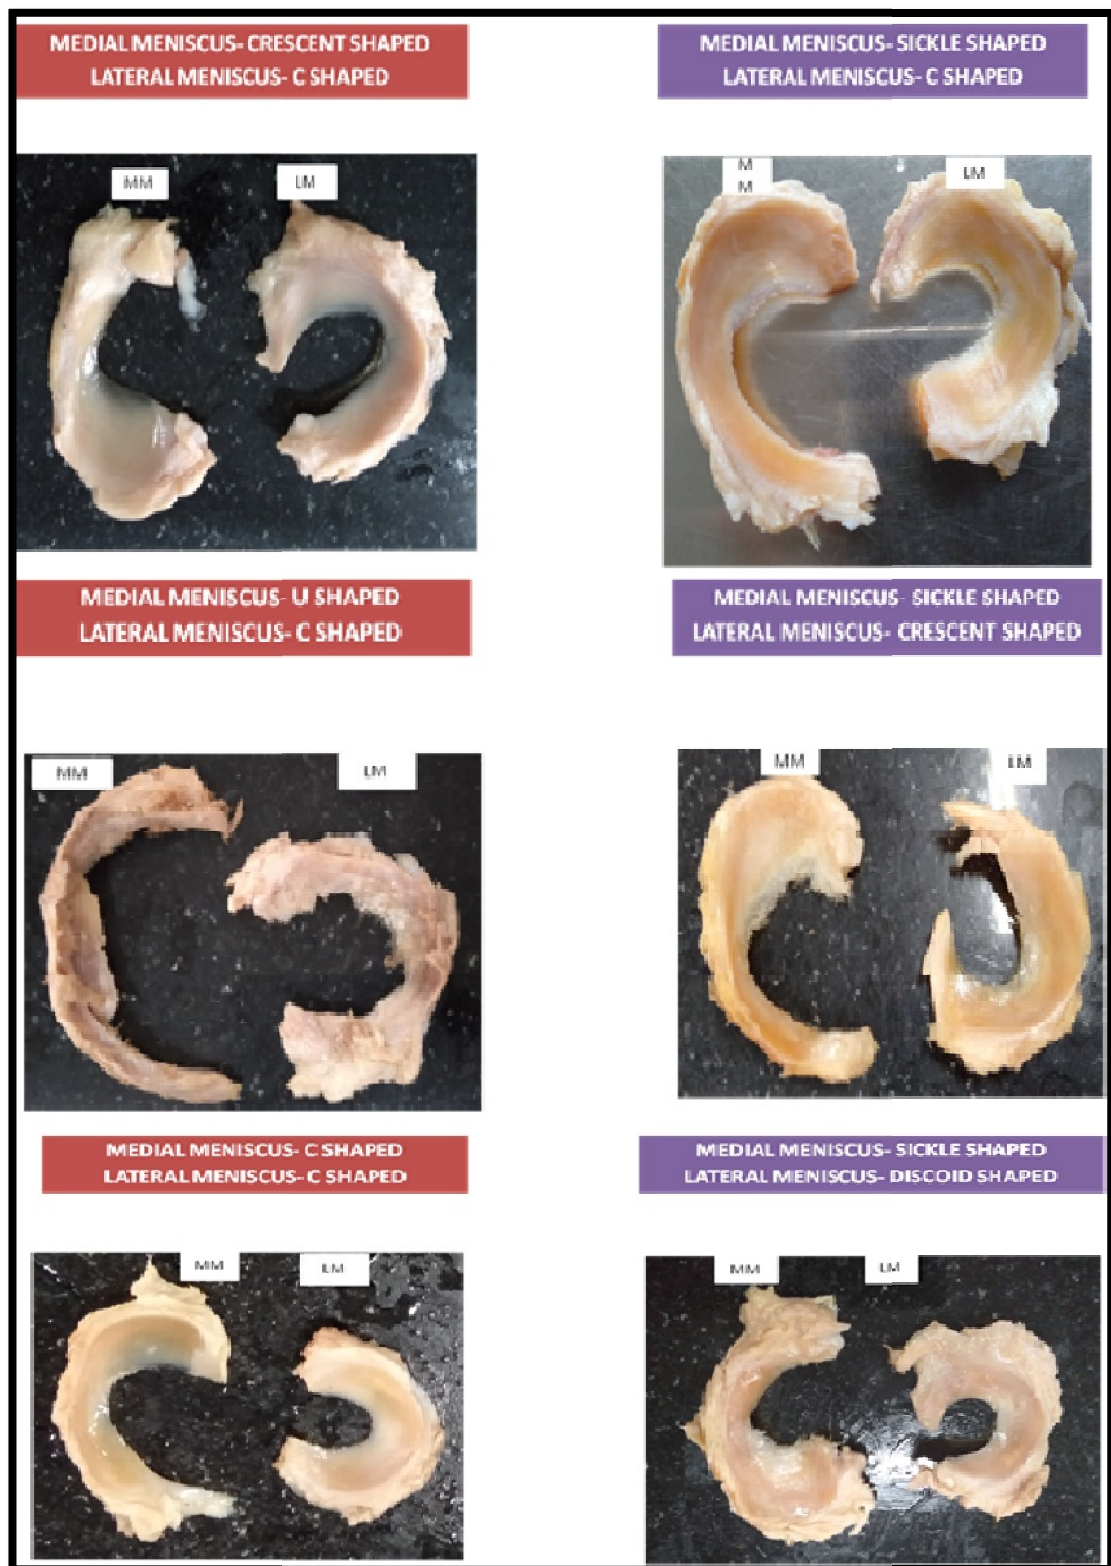 MEDIAL MENISCUS- CRESCENT SHAPED
LATERAL MENISCUS- C SHAPED
MEDIAL MENISCUS- SICKLE SHAPED
LATERAL MENISCUS- C SHAPED
MM
LM
M
M
LM
MEDIAL MENISCUS- U SHAPED
LATERAL MENISCUS- C SHAPED
MEDIAL MENISCUS- SICKLE SHAPED
LATERAL MENISCUS- CRESCENT SHAPED
MM
LM
MM
LM
MEDIAL MENISCUS- C SHAPED
LATERAL MENISCUS- C SHAPED
MEDIAL MENISCUS- SICKLE SHAPED
LATERAL MENISCUS- DISCOID SHAPED
MM
LM
MM
LM